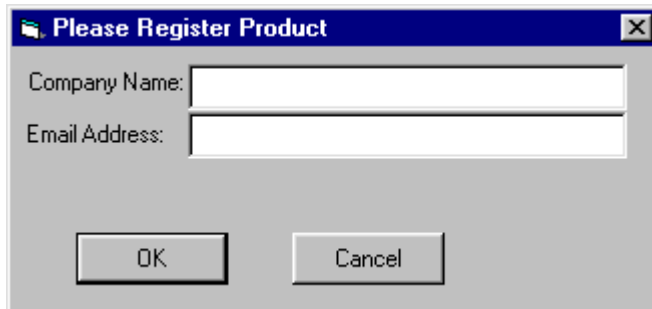 Please Register Product
Company Name:
Email Address:
OK Cancel